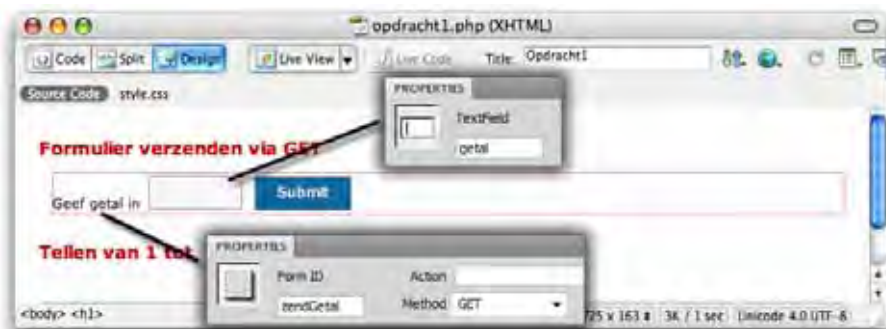 opdracht1.php (XHTML)
Code Split Design Live View Live Code Title: Opdracht1
Source Code style.css
PROPERTIES
TextField
getal
Formulier verzenden via GET
Geef getal in Submit
Tellen van 1 tot
PROPERTIES
Form ID Action
zendGetal Method GET
<body> <h1> 725 x 163 3K / 1 sec Unicode 4.0 UTF-8